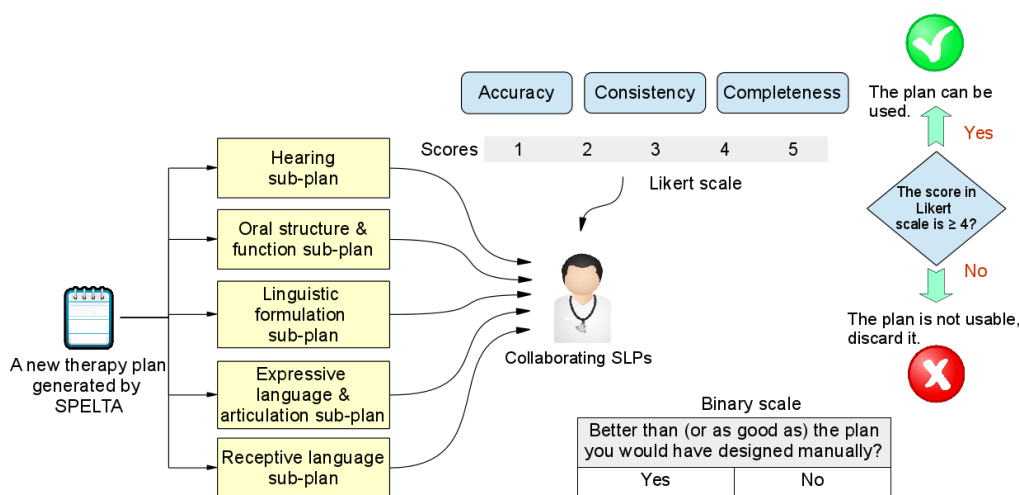 A new therapy plan
generated by
SPELTA
Hearing
sub-plan
Oral structure &
function sub-plan
Linguistic
formulation
sub-plan
Expressive
language &
articulation sub-plan
Receptive language
sub-plan
Accuracy
Consistency
Completeness
Scores 1 2 3 4 5
Likert scale
Collaborating SLPs
Binary scale
Better than (or as good as) the plan
you would have designed manually?
Yes No
The plan can be
used.
Yes
The score in
Likert
scale is ≥ 4?
No
The plan is not usable,
discard it.